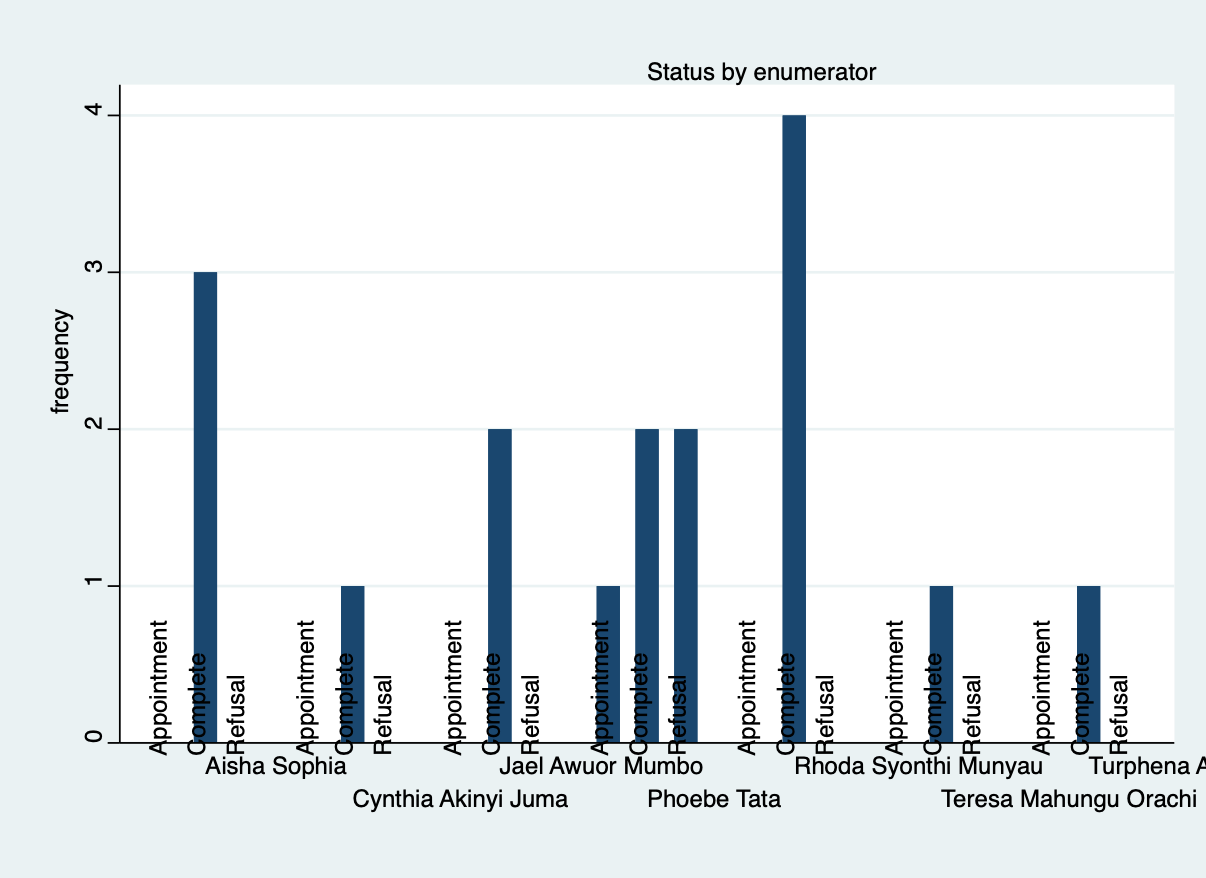 Status by enumerator
frequency
4
3
2
1
0
Appointment
Complete
Refusal
Appointment
Complete
Refusal
Appointment
Complete
Refusal
Appointment
Complete
Refusal
Appointment
Complete
Refusal
Appointment
Complete
Refusal
Appointment
Complete
Refusal
Aisha Sophia
Jael Awuor Mumbo
Rhoda Syonthi Munyau
Turphena A
Cynthia Akinyi Juma
Phoebe Tata
Teresa Mahungu Orachi